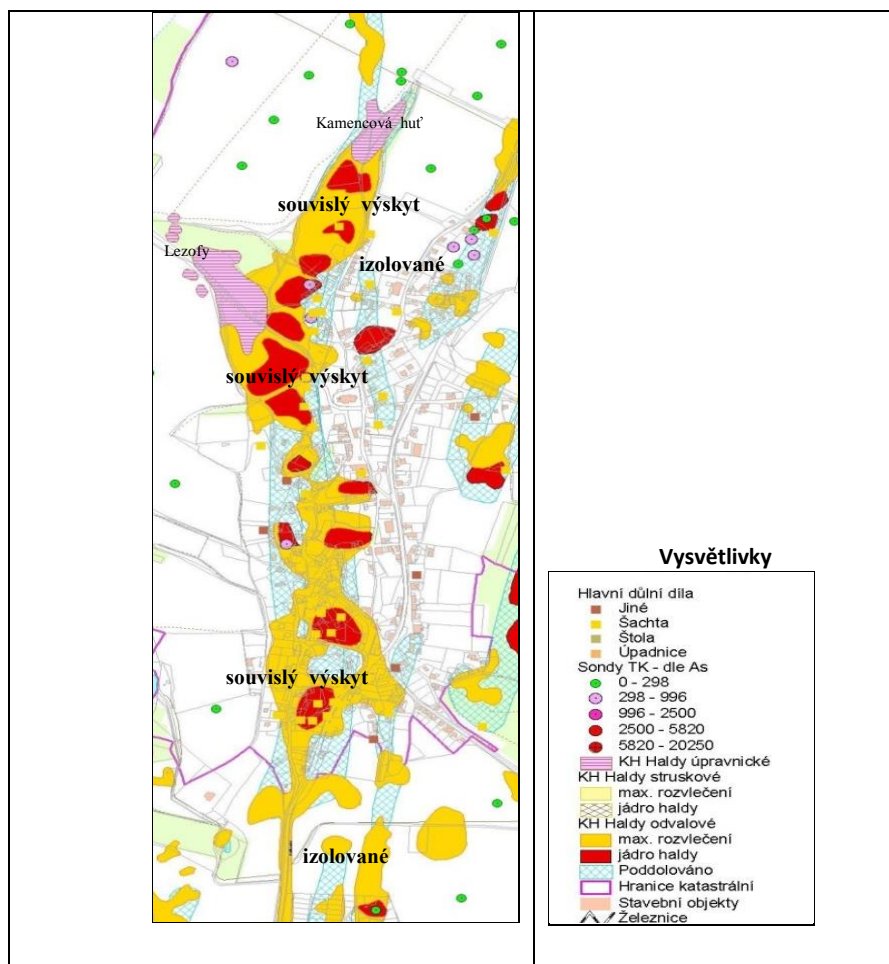 Kamencová huť
souvislý výskyt
Lezofy
izolované
souvislý výskyt
souvislý výskyt
izolované
Vysvětlivky
Hlavní důlní díla
Jiné
Šachta
Štola
Úpadnice
Sondy TK - dle As
0 - 298
298 - 996
996 - 2500
2500 - 5820
5820 - 20250
KH Haldy úpravnické
KH Haldy struskové
max. rozvlečení
jádro haldy
KH Haldy odvalové
max. rozvlečení
jádro haldy
Poddolováno
Hranice katastrální
Stavební objekty
Železnice